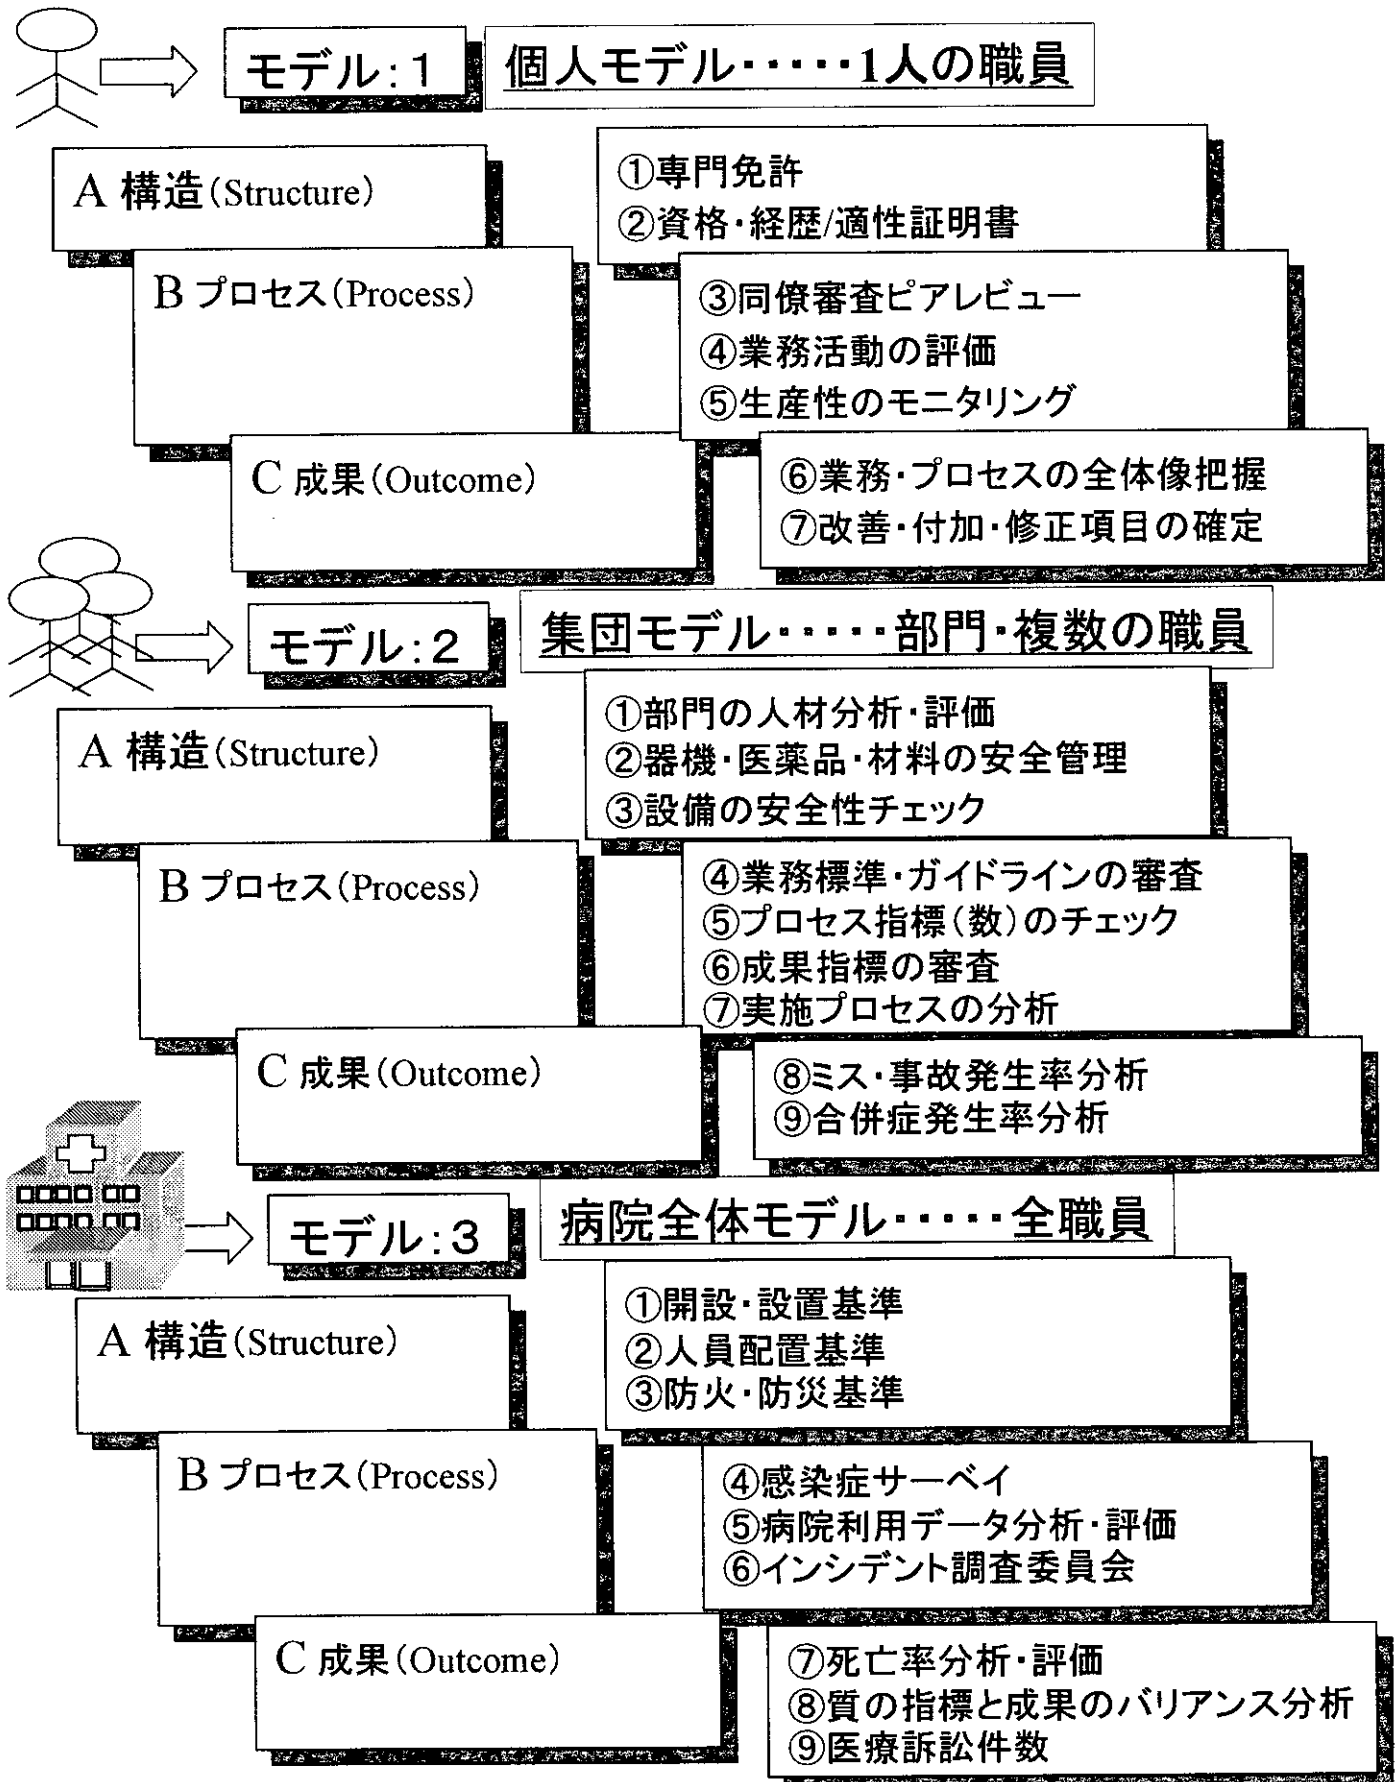 モデル:1
個人モデル・・・・・1人の職員
A 構造(Structure)
①専門免許
②資格・経歴/適性証明書
B プロセス(Process)
③同僚審査ピアレビュー
④業務活動の評価
⑤生産性のモニタリング
C 成果(Outcome)
⑥業務・プロセスの全体像把握
⑦改善・付加・修正項目の確定
モデル:2
集団モデル・・・・・部門・複数の職員
A 構造(Structure)
①部門の人材分析・評価
②器機・医薬品・材料の安全管理
③設備の安全性チェック
B プロセス(Process)
④業務標準・ガイドラインの審査
⑤プロセス指標(数)のチェック
⑥成果指標の審査
⑦実施プロセスの分析
C 成果(Outcome)
⑧ミス・事故発生率分析
⑨合併症発生率分析
モデル:3
病院全体モデル・・・・・全職員
A 構造(Structure)
①開設・設置基準
②人員配置基準
③防火・防災基準
B プロセス(Process)
④感染症サーベイ
⑤病院利用データ分析・評価
⑥インシデント調査委員会
C 成果(Outcome)
⑦死亡率分析・評価
⑧質の指標と成果のバリアンス分析
⑨医療訴訟件数